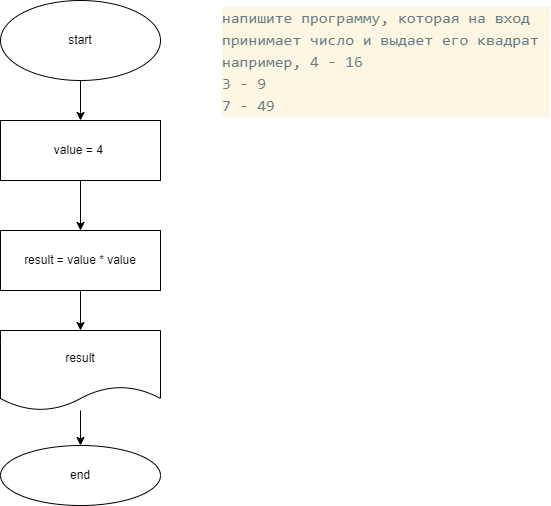 start
value = 4
result = value * value
result
end
напишите программу, которая на вход
принимает число и выдает его квадрат
например, 4 - 16
3 - 9
7 - 49